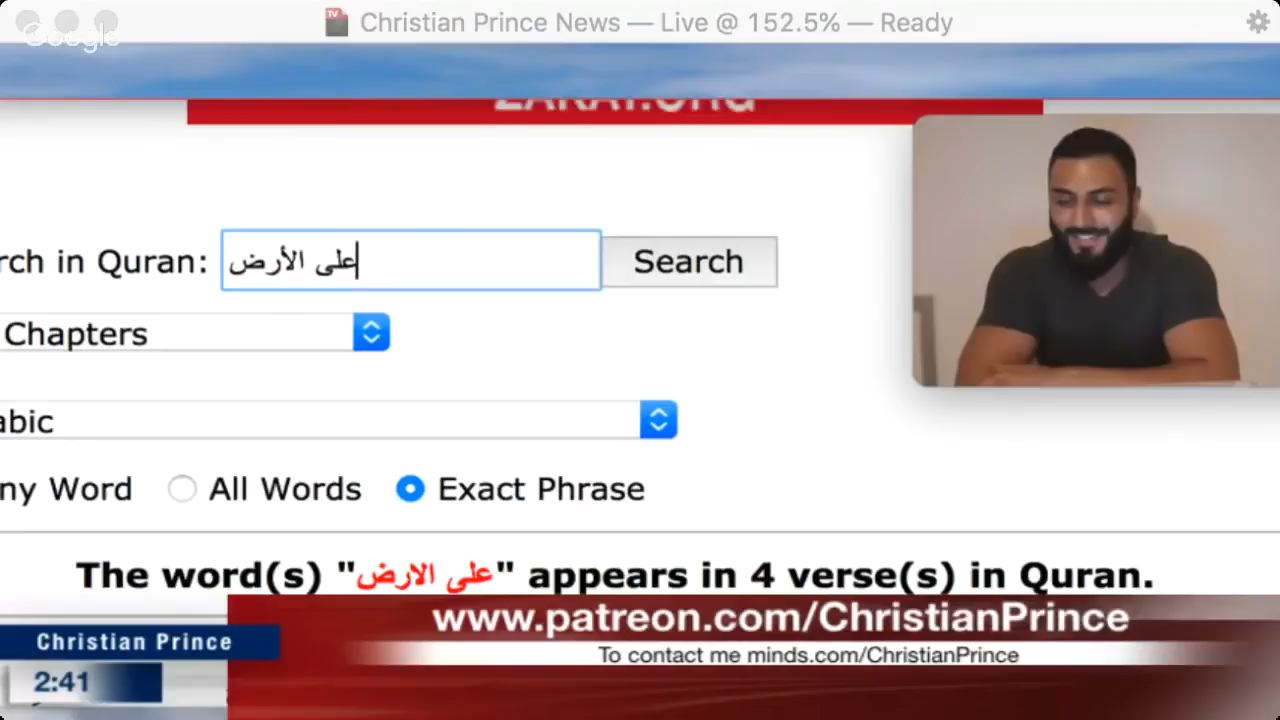 Christian Prince News — Live @ 152.5% — Ready
Google
ZAKAT.ORG
rch in Quran: على الأرض Search
Chapters
abic
ny Word All Words Exact Phrase
The word(s) "على الارض" appears in 4 verse(s) in Quran.
www.patreon.com/ChristianPrince
Christian Prince
To contact me minds.com/ChristianPrince
2:41